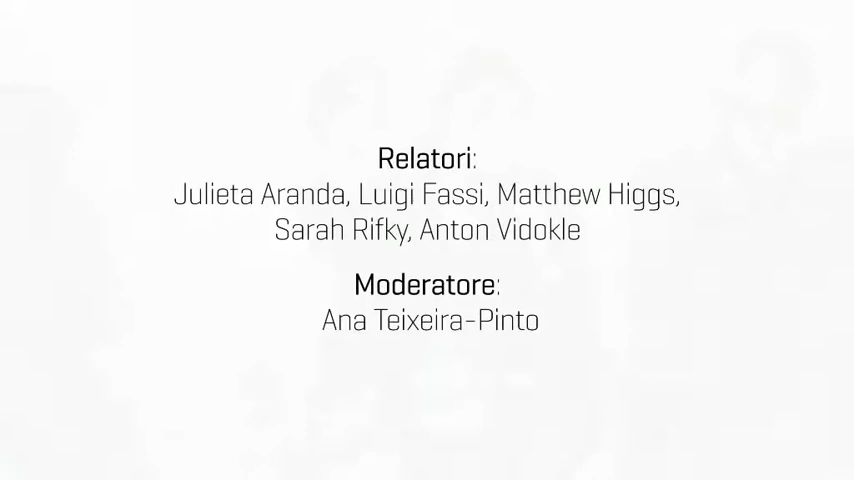 Relatori:
Julieta Aranda, Luigi Fassi, Matthew Higgs,
Sarah Rifky, Anton Vidokle
Moderatore:
Ana Teixeira-Pinto